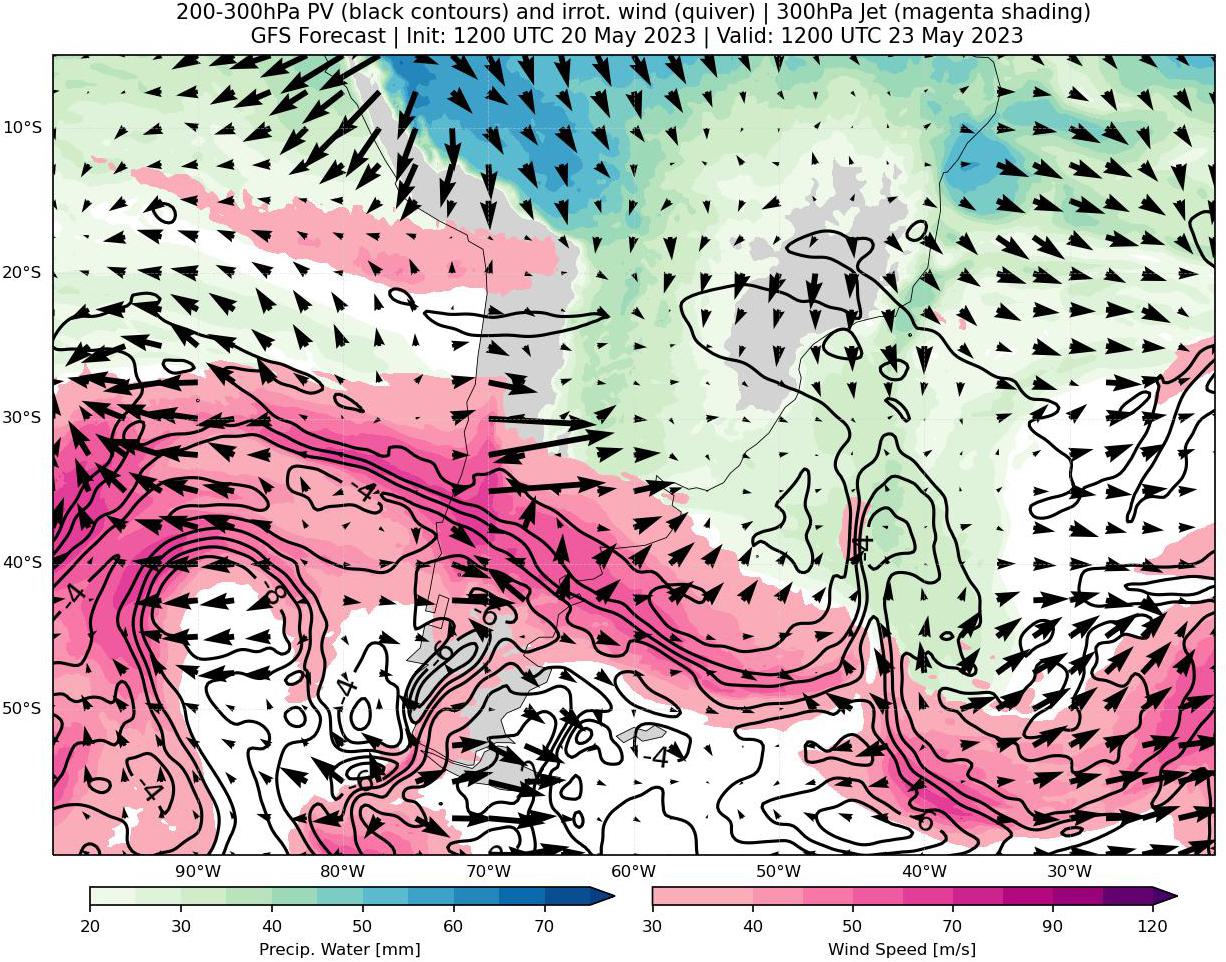 200-300hPa PV (black contours) and irrot. wind (quiver) | 300hPa Jet (magenta shading)
GFS Forecast | Init: 1200 UTC 20 May 2023 | Valid: 1200 UTC 23 May 2023
10°S
20°S
30°S
-4
-4
40°S
-4
-8
-6
-6
-4
50°S
-4
-4
-6
-6
90°W 80°W 70°W 60°W 50°W 40°W 30°W
20 30 40 50 60 70
Precip. Water [mm]
30 40 50 70 90 120
Wind Speed [m/s]